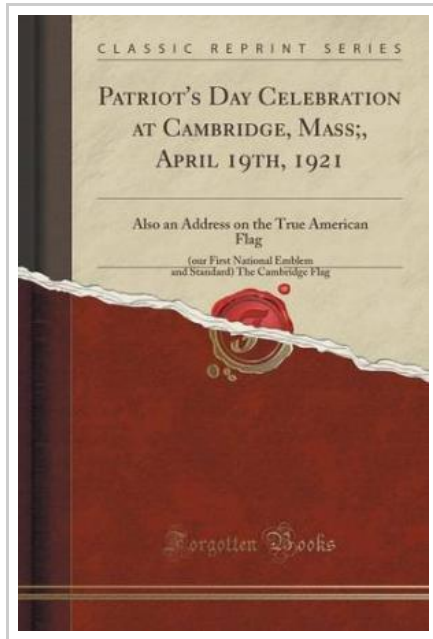 CLASSIC REPRINT SERIES
PATRIOT'S DAY CELEBRATION
AT CAMBRIDGE, MASS;,
APRIL 19TH, 1921
Also an Address on the True American
Flag
(our First National Emblem
and Standard) The Cambridge Flag
Forgotten Books